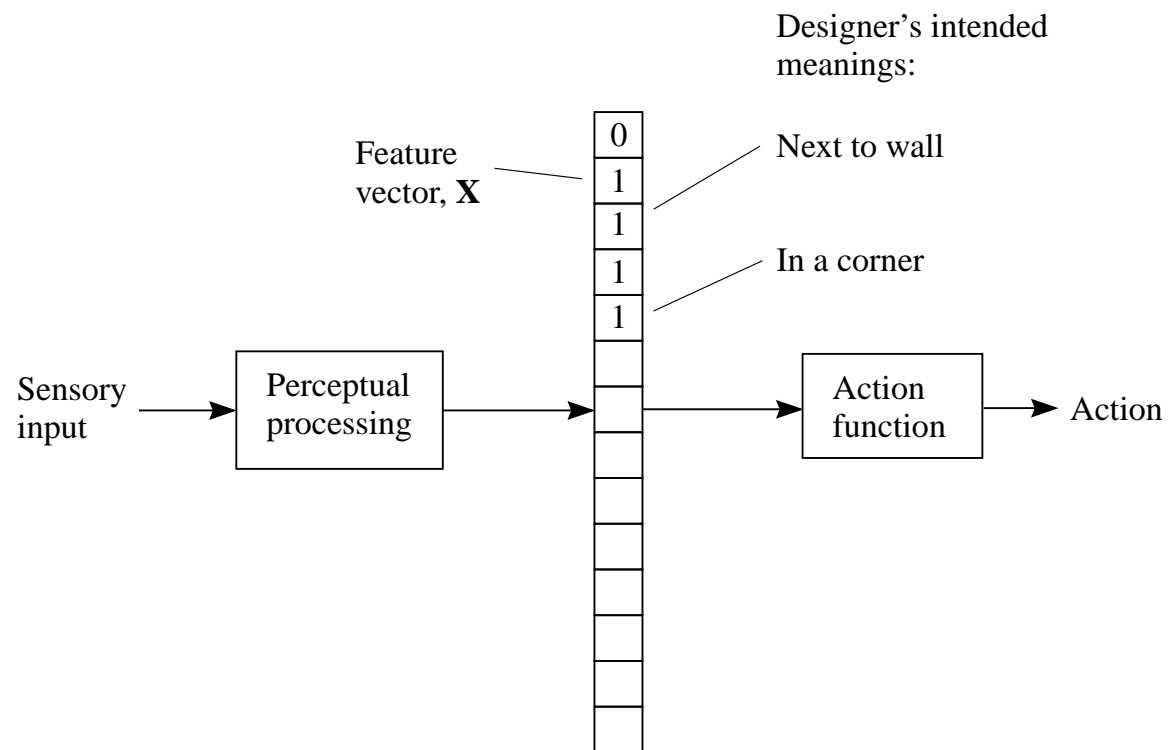 Designer’s intended
meanings:
0
Feature
vector, X
1
Next to wall
1
1
In a corner
1
Sensory
input
Perceptual
processing
Action
function
Action